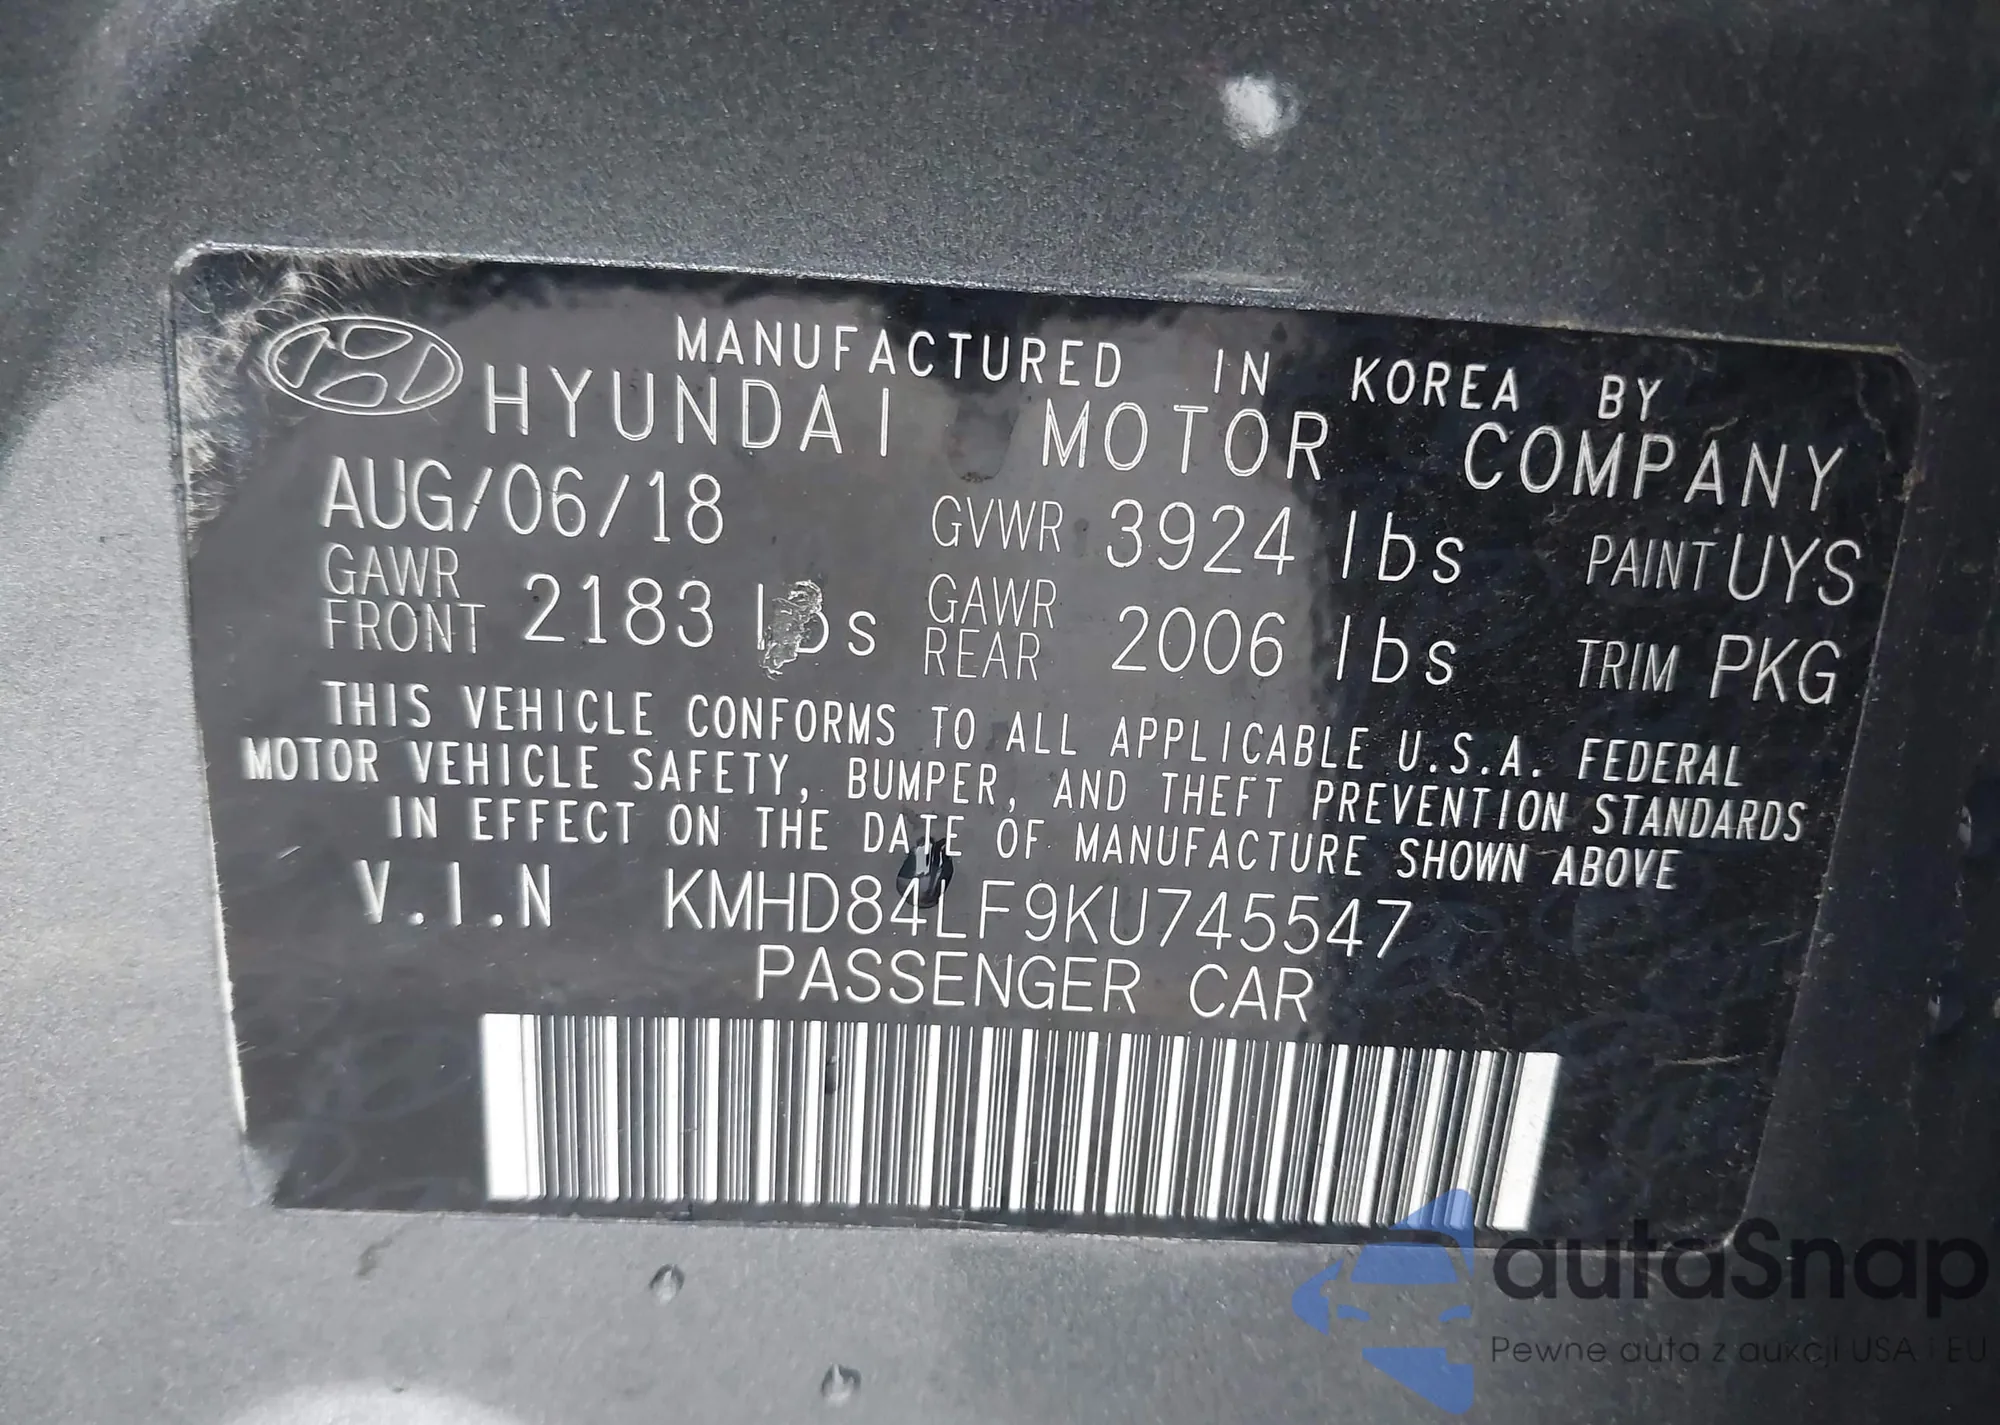 MANUFACTURED IN KOREA BY
HYUNDAI MOTOR COMPANY
AUG/06/18 GVWR 3924 lbs PAINT UYS
GAWR FRONT 2183 lbs GAWR REAR 2006 lbs TRIM PKG
THIS VEHICLE CONFORMS TO ALL APPLICABLE U.S.A. FEDERAL
MOTOR VEHICLE SAFETY, BUMPER, AND THEFT PREVENTION STANDARDS
IN EFFECT ON THE DATE OF MANUFACTURE SHOWN ABOVE
V.I.N KMHD84LF9KU745547
PASSENGER CAR
autaSnap
Pewne auta z aukcji USA i EU